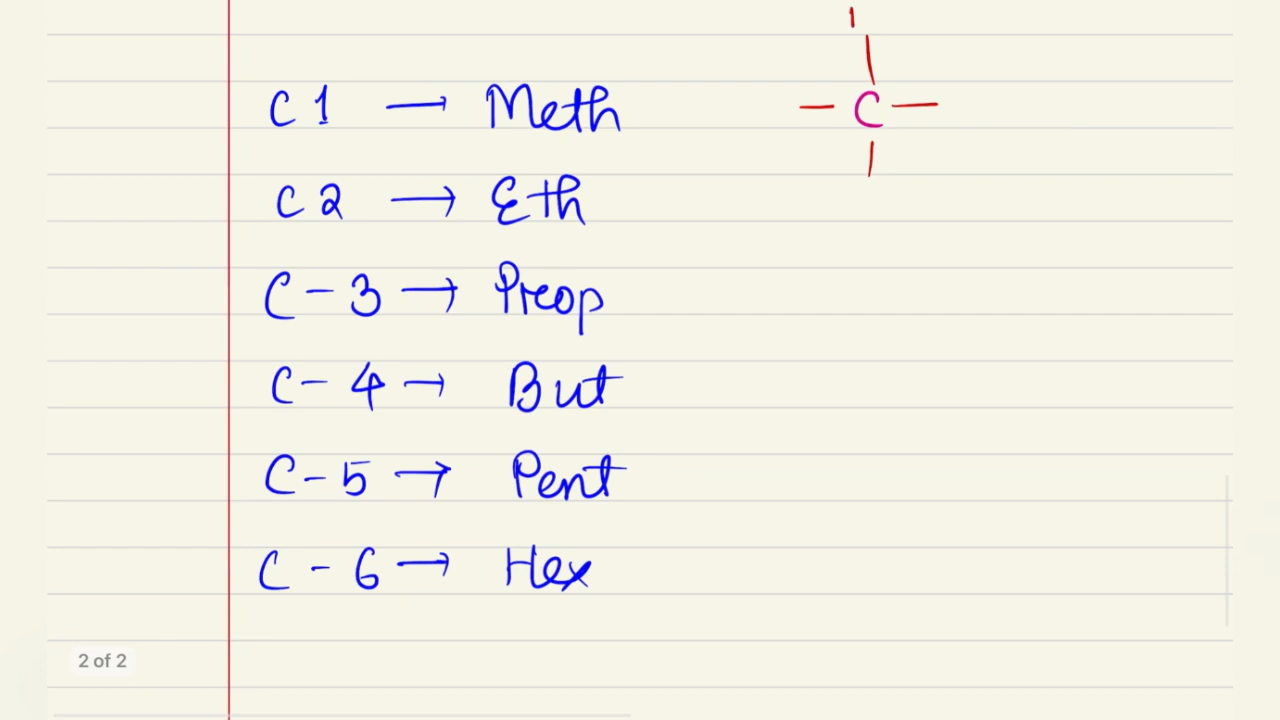 C 1 → Meth
– C –
C 2 → Eth
C - 3 → Prop
C - 4 → But
C - 5 → Pent
C - 6 → Hex
2 of 2